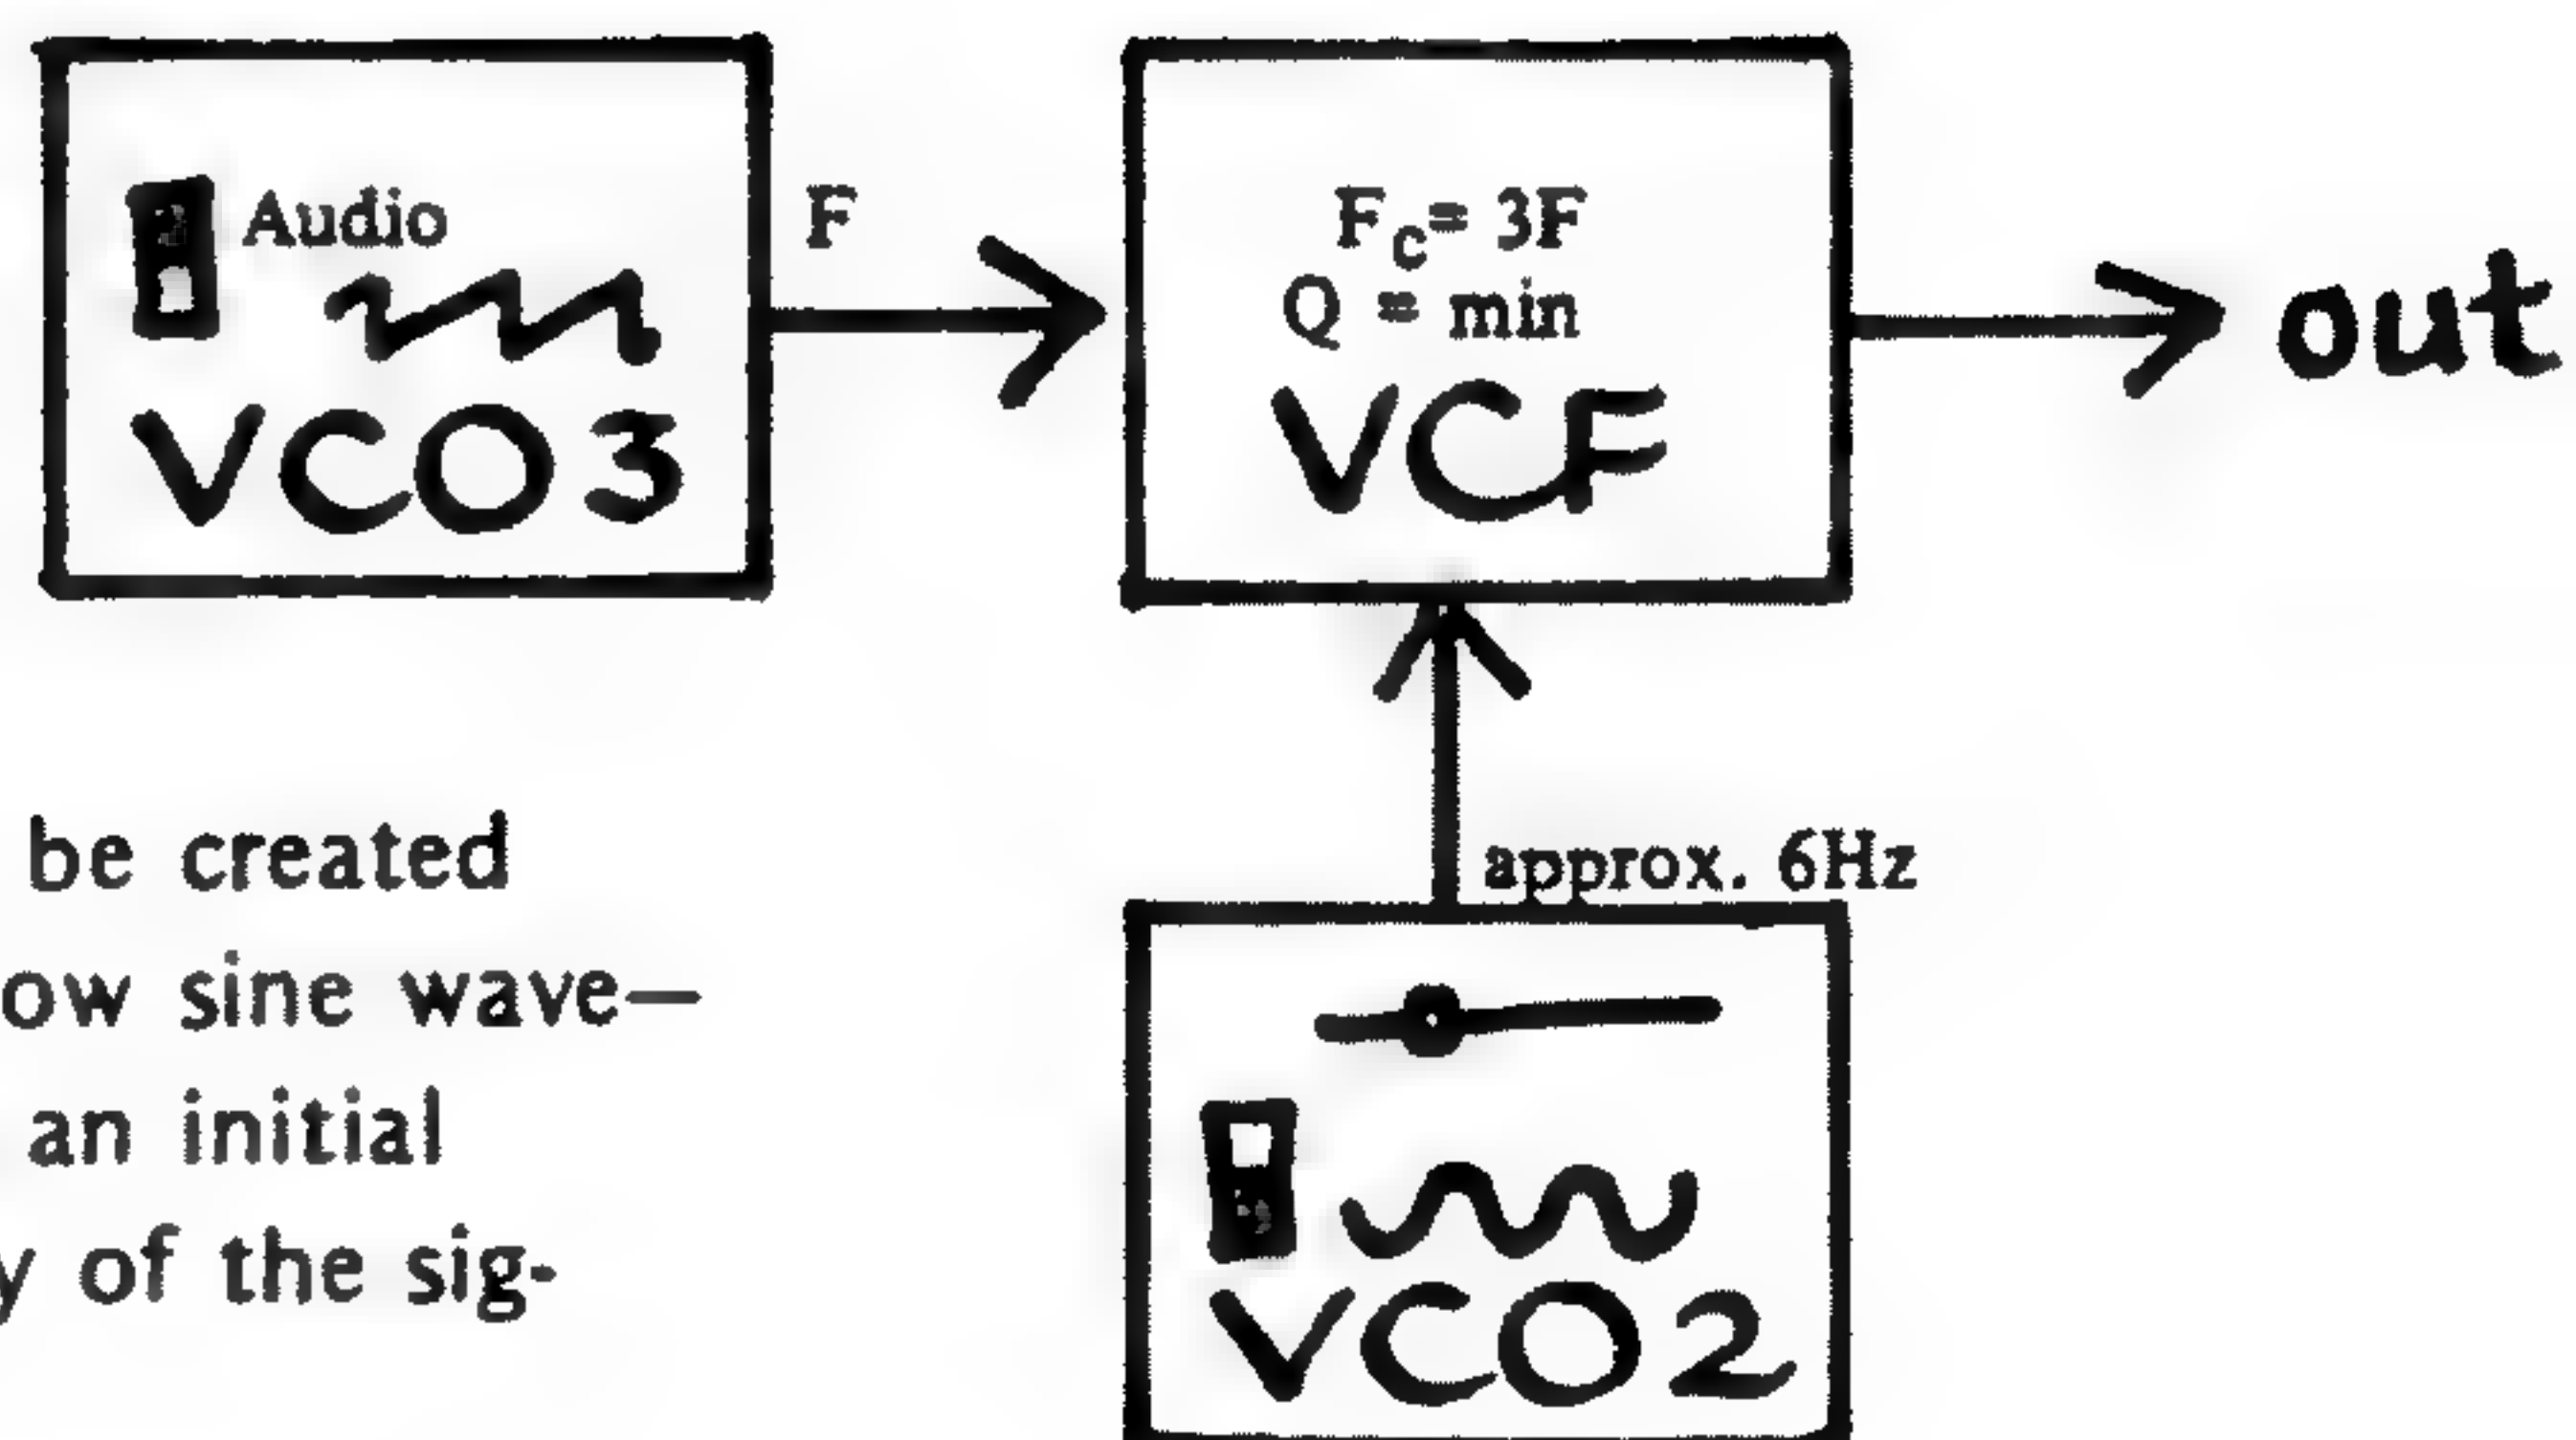 Audio
VCO3
F
Fc= 3F
Q = min
VCF
out
approx. 6Hz
VCO2
be created
ow sine wave—
an initial
y of the sig-